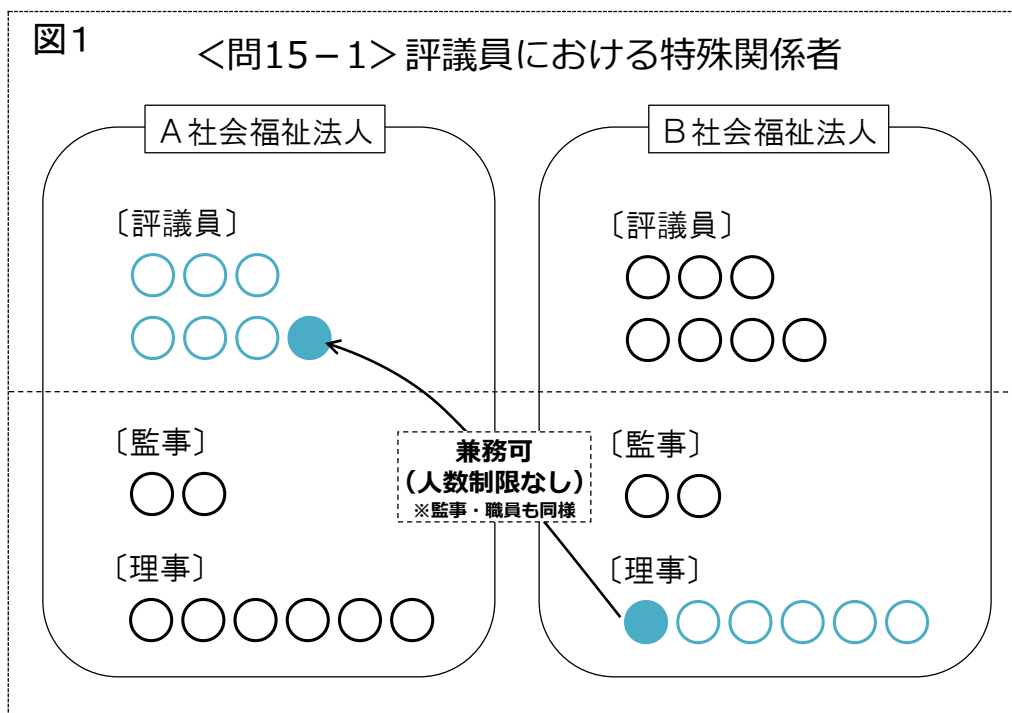 図1
<問15－1>評議員における特殊関係者
A社会福祉法人
B社会福祉法人
〔評議員〕
〔評議員〕
〔監事〕
〔監事〕
兼務可
（人数制限なし）
※監事・職員も同様
〔理事〕
〔理事〕